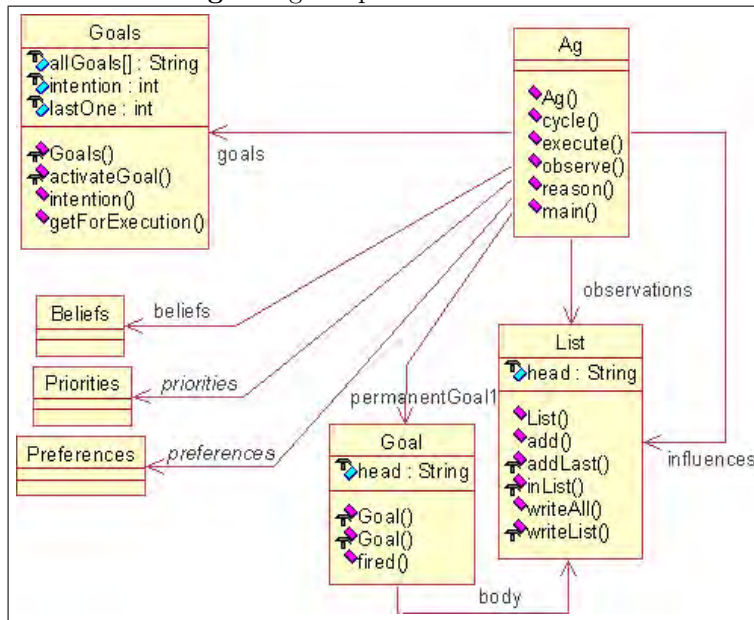 Goals
allGoals[] : String
intention : int
lastOne : int
Goals()
activateGoal()
intention()
getForExecution()
goals
Ag
Ag()
cycle()
execute()
observe()
reason()
main()
observations
Beliefs
beliefs
Priorities
priorities
Preferences
preferences
permanentGoal1
Goal
head : String
Goal()
Goal()
fired()
body
List
head : String
List()
add()
addLast()
inList()
writeAll()
writeList()
influences